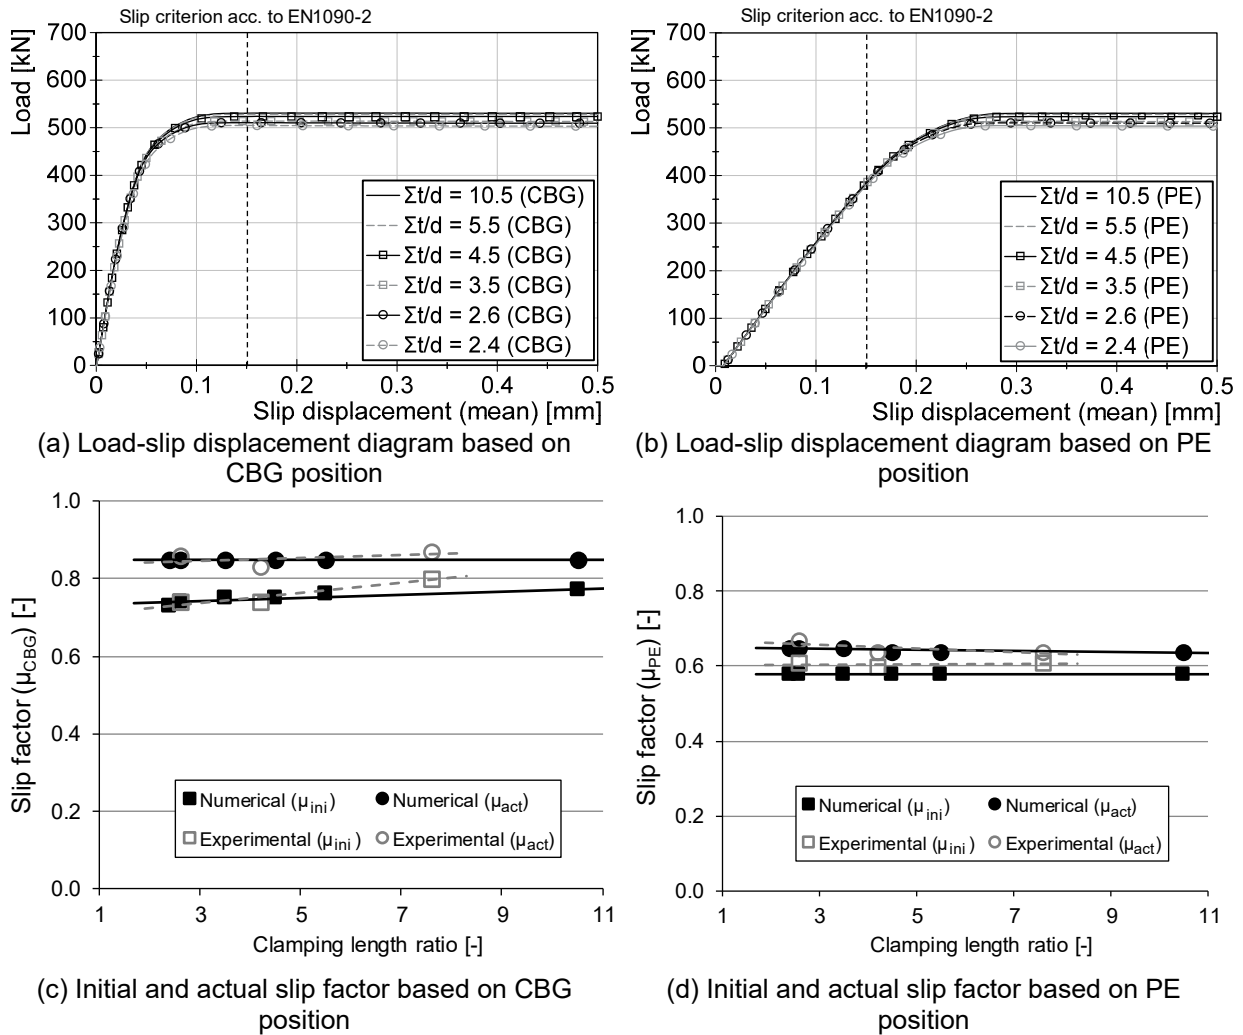 Slip criterion acc. to EN1090-2
Load [kN]
700
600
500
400
300
200
100
0
Σt/d = 10.5 (CBG)
Σt/d = 5.5 (CBG)
Σt/d = 4.5 (CBG)
Σt/d = 3.5 (CBG)
Σt/d = 2.6 (CBG)
Σt/d = 2.4 (CBG)
0 0.1 0.2 0.3 0.4 0.5
Slip displacement (mean) [mm]
(a) Load-slip displacement diagram based on
CBG position
Slip criterion acc. to EN1090-2
Load [kN]
700
600
500
400
300
200
100
0
Σt/d = 10.5 (PE)
Σt/d = 5.5 (PE)
Σt/d = 4.5 (PE)
Σt/d = 3.5 (PE)
Σt/d = 2.6 (PE)
Σt/d = 2.4 (PE)
0 0.1 0.2 0.3 0.4 0.5
Slip displacement (mean) [mm]
(b) Load-slip displacement diagram based on PE
position
Slip factor (μCBG) [-]
1.0
0.8
0.6
0.4
0.2
0.0
Numerical (μini) Numerical (μact)
Experimental (μini) Experimental (μact)
1 3 5 7 9 11
Clamping length ratio [-]
(c) Initial and actual slip factor based on CBG
position
Slip factor (μPE) [-]
1.0
0.8
0.6
0.4
0.2
0.0
Numerical (μini) Numerical (μact)
Experimental (μini) Experimental (μact)
1 3 5 7 9 11
Clamping length ratio [-]
(d) Initial and actual slip factor based on PE
position